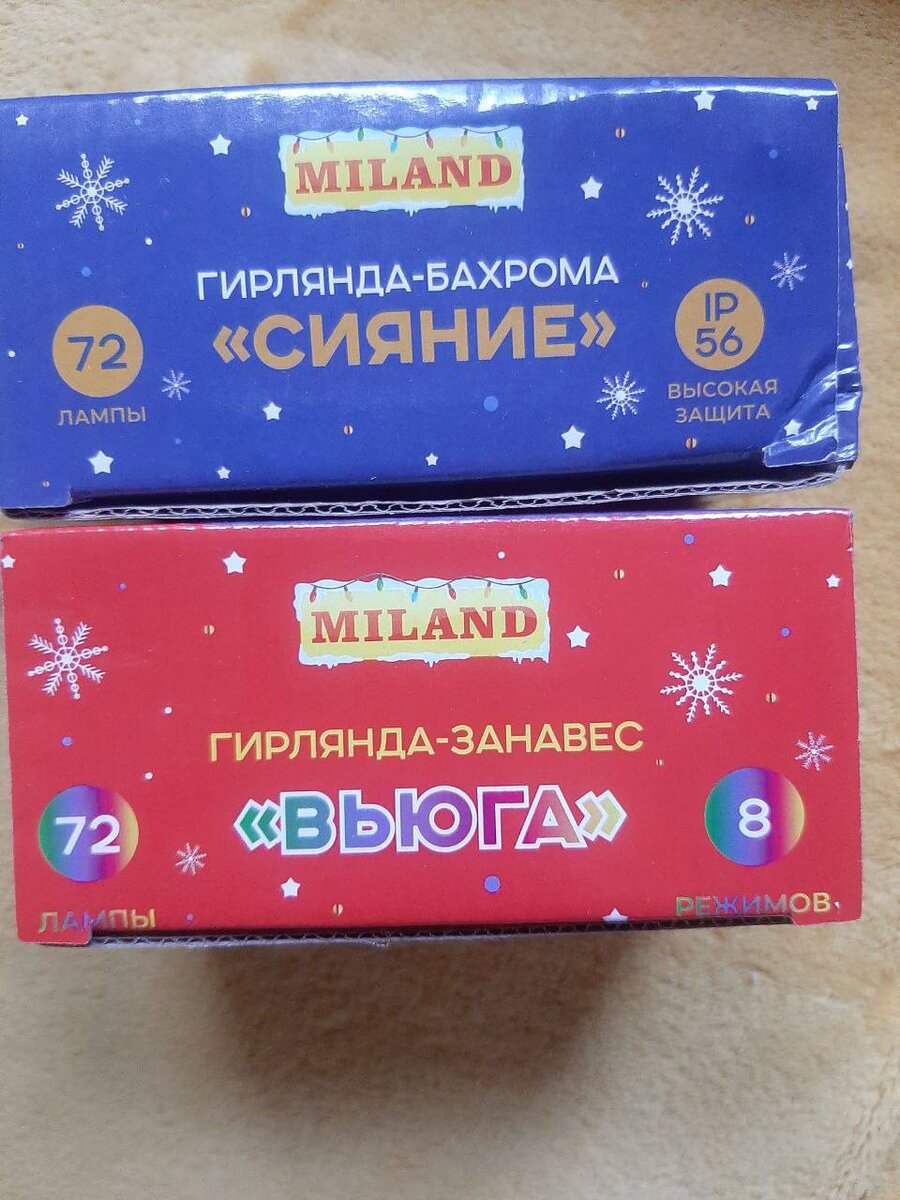 MILAND
ГИРЛЯНДА-БАХРОМА
«СИЯНИЕ»
72
ЛАМПЫ
IP
56
ВЫСОКАЯ
ЗАЩИТА
MILAND
ГИРЛЯНДА-ЗАНАВЕС
«ВЬЮГА»
72
ЛАМПЫ
8
РЕЖИМОВ